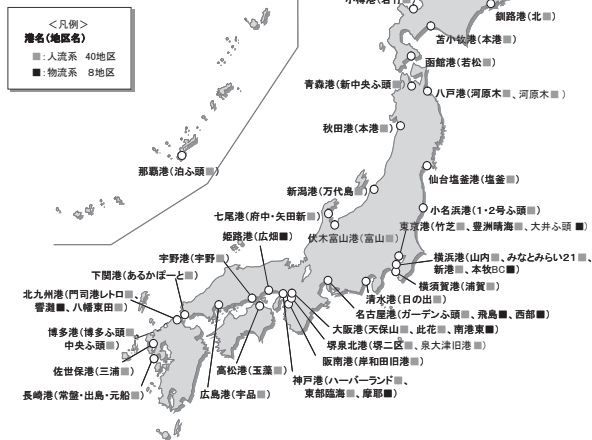 ＜凡例＞
港名（地区名）
■：人流系　40地区
■：物流系　８地区
釧路港（北■）
苫小牧（本港■）
函館港（若松■）
青森港（新中央ふ頭■）
八戸港（河原木■、河原木■）
秋田港（本港■）
那覇港（泊ふ頭■）
仙台塩釜港（塩釜■）
新潟港（万代島■）
小名浜港（1・2号ふ頭■）
七尾港（府中・矢田新■）
東京港（竹芝■、豊洲晴海■、大井ふ頭■）
姫路港（広畑■）
伏木富山港（富山■）
宇野港（宇野■）
横浜港（山内■、みなとみらい21■、
新港■、本牧BC■）
下関港（あるかぽーと■）
横須賀港（浦賀■）
北九州港（門司港レトロ■、
響灘■、八幡東田■）
清水港（日の出■）
名古屋港（ガーデンふ頭■、飛島■、西部■）
博多港（博多ふ頭■
中央ふ頭■）
大阪港（天保山■、此花■、南港東■）
堺泉北港（堺二区■、泉大津旧港■）
佐世保港（三浦■）
高松港（玉藻■）
阪南港（岸和田旧港■）
長崎港（常盤・出島・元船■）
広島港（宇品■）
神戸港（ハーバーランド■、
東部臨海■、摩耶■）